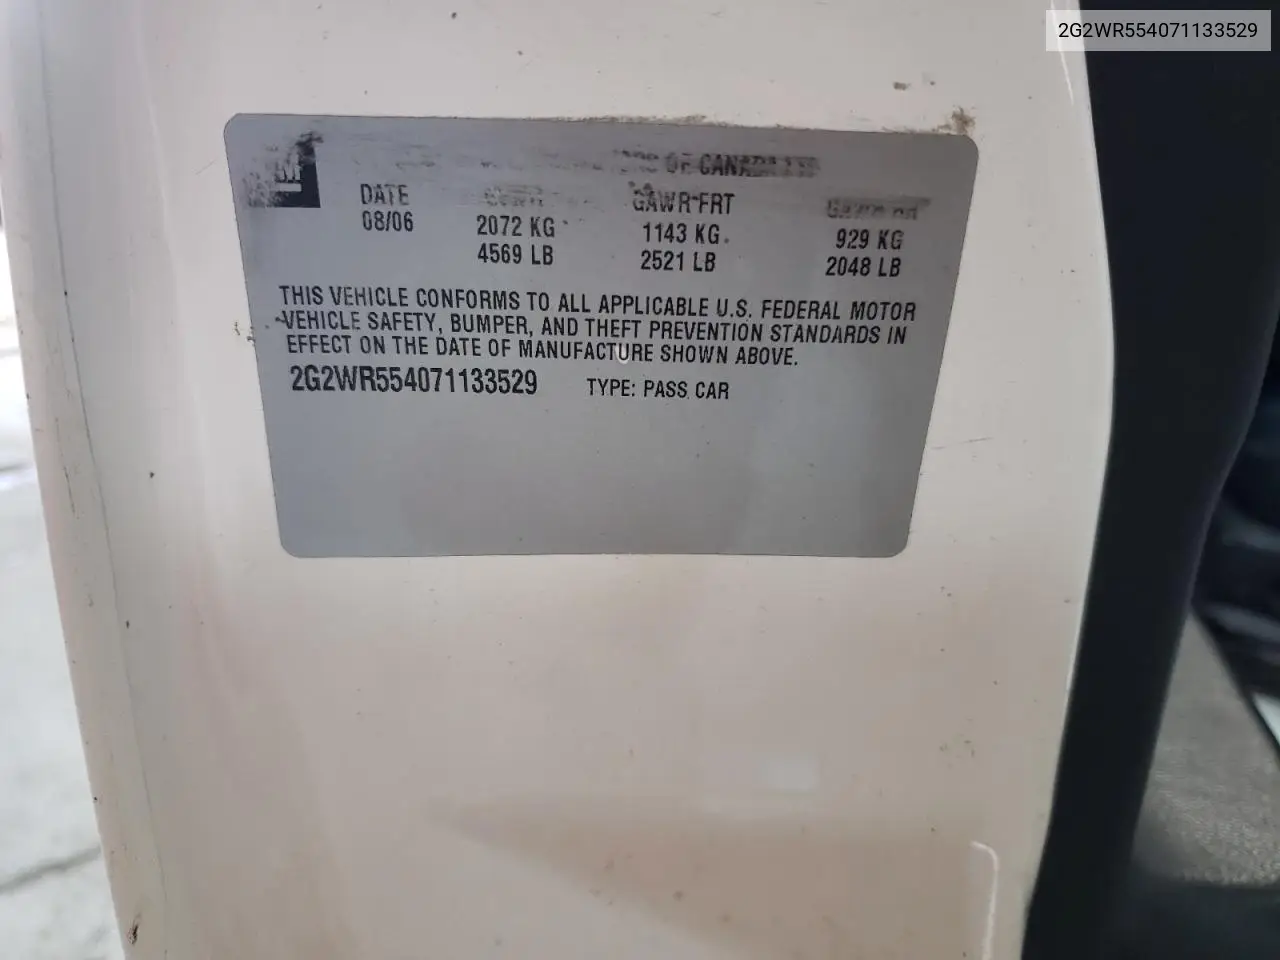 2G2WR554071133529
OF CANADA
DATE GAWR FRT
08/06 2072 KG 1143 KG 929 KG
4569 LB 2521 LB 2048 LB
THIS VEHICLE CONFORMS TO ALL APPLICABLE U.S. FEDERAL MOTOR
VEHICLE SAFETY, BUMPER, AND THEFT PREVENTION STANDARDS IN
EFFECT ON THE DATE OF MANUFACTURE SHOWN ABOVE.
2G2WR554071133529 TYPE: PASS CAR